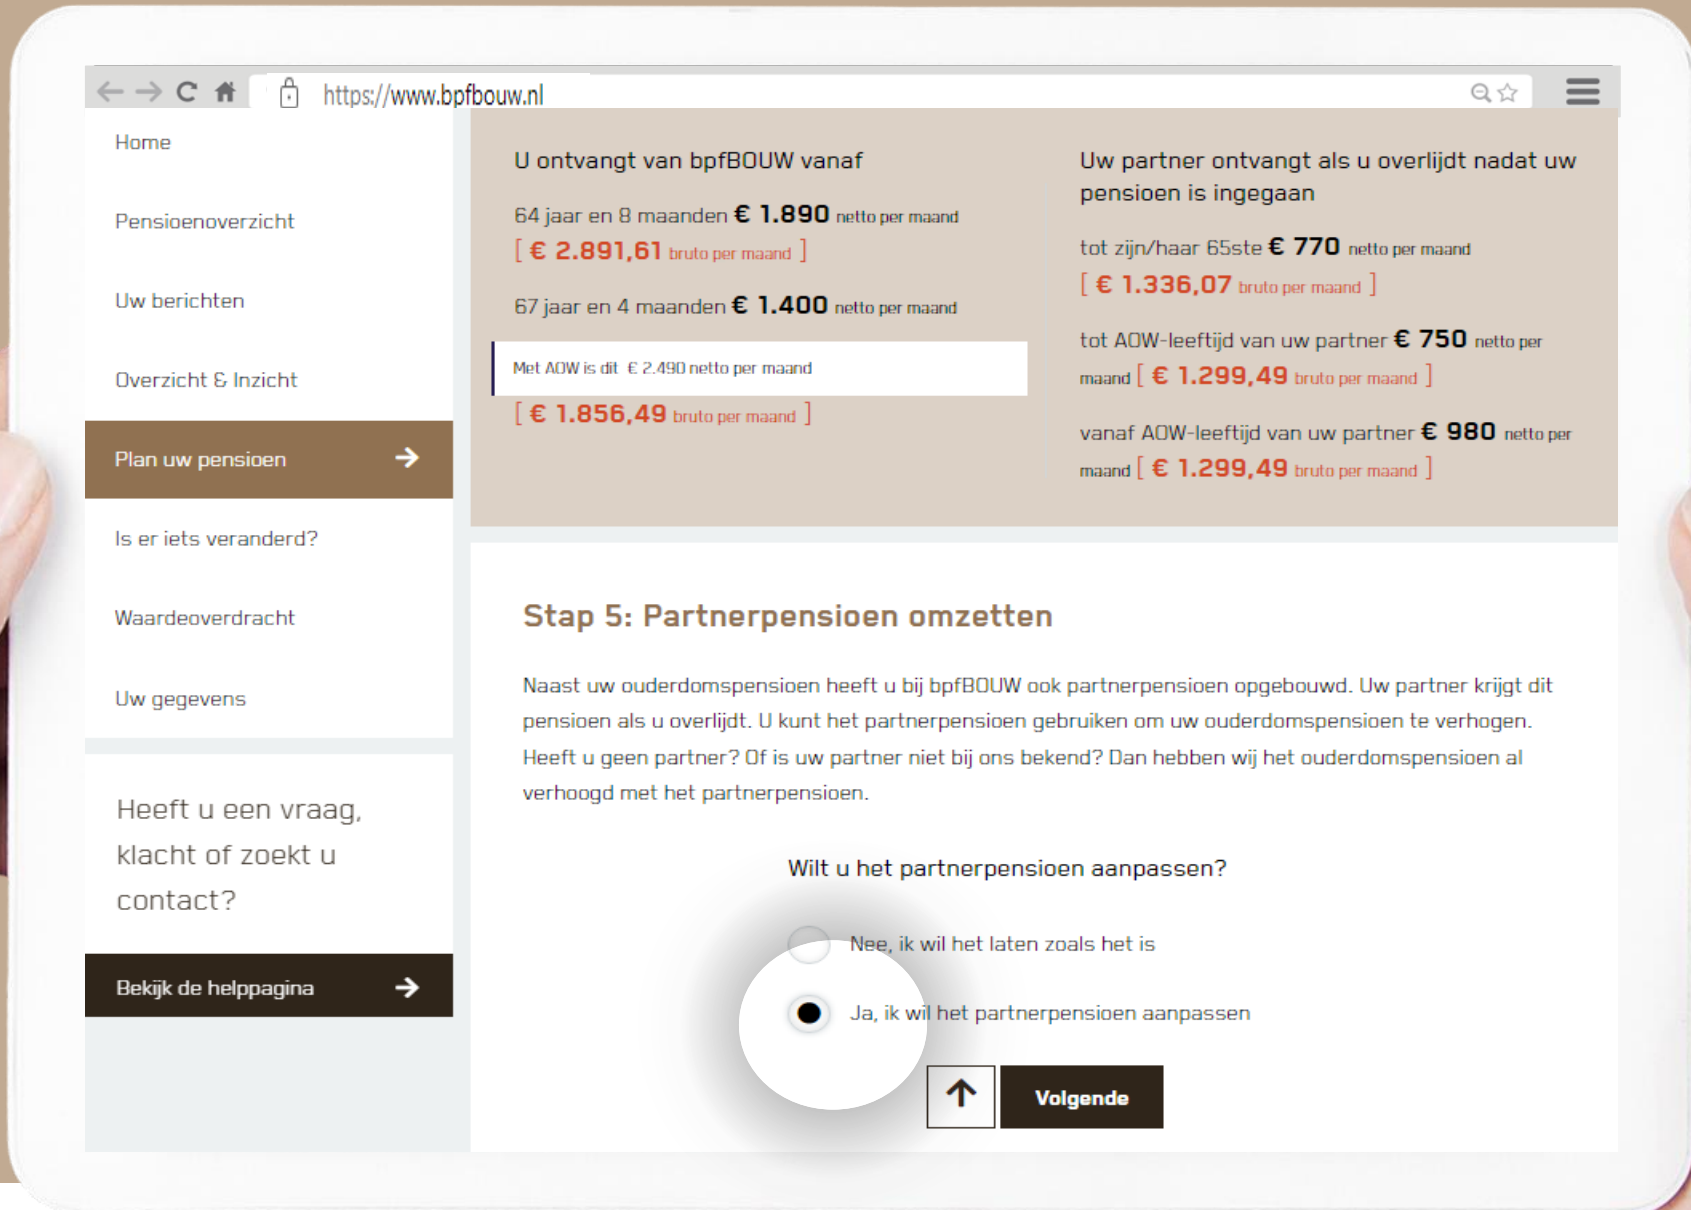 https://www.bpfbouw.nl
Home
Pensioenoverzicht
Uw berichten
Overzicht & Inzicht
Plan uw pensioen
Is er iets veranderd?
Waardeoverdracht
Uw gegevens
Heeft u een vraag,
klacht of zoekt u
contact?
Bekijk de helppagina
U ontvangt van bpfBOUW vanaf
64 jaar en 8 maanden € 1.890 netto per maand
[ € 2.891,61 bruto per maand ]
67 jaar en 4 maanden € 1.400 netto per maand
Met AOW is dit € 2.490 netto per maand
[ € 1.856,49 bruto per maand ]
Uw partner ontvangt als u overlijdt nadat uw
pensioen is ingegaan
tot zijn/haar 65ste € 770 netto per maand
[ € 1.336,07 bruto per maand ]
tot AOW-leeftijd van uw partner € 750 netto per
maand [ € 1.299,49 bruto per maand ]
vanaf AOW-leeftijd van uw partner € 980 netto per
maand [ € 1.299,49 bruto per maand ]
Stap 5: Partnerpensioen omzetten
Naast uw ouderdomspensioen heeft u bij bpfBOUW ook partnerpensioen opgebouwd. Uw partner krijgt dit
pensioen als u overlijdt. U kunt het partnerpensioen gebruiken om uw ouderdomspensioen te verhogen.
Heeft u geen partner? Of is uw partner niet bij ons bekend? Dan hebben wij het ouderdomspensioen al
verhoogd met het partnerpensioen.
Wilt u het partnerpensioen aanpassen?
Nee, ik wil het laten zoals het is
Ja, ik wil het partnerpensioen aanpassen
Volgende